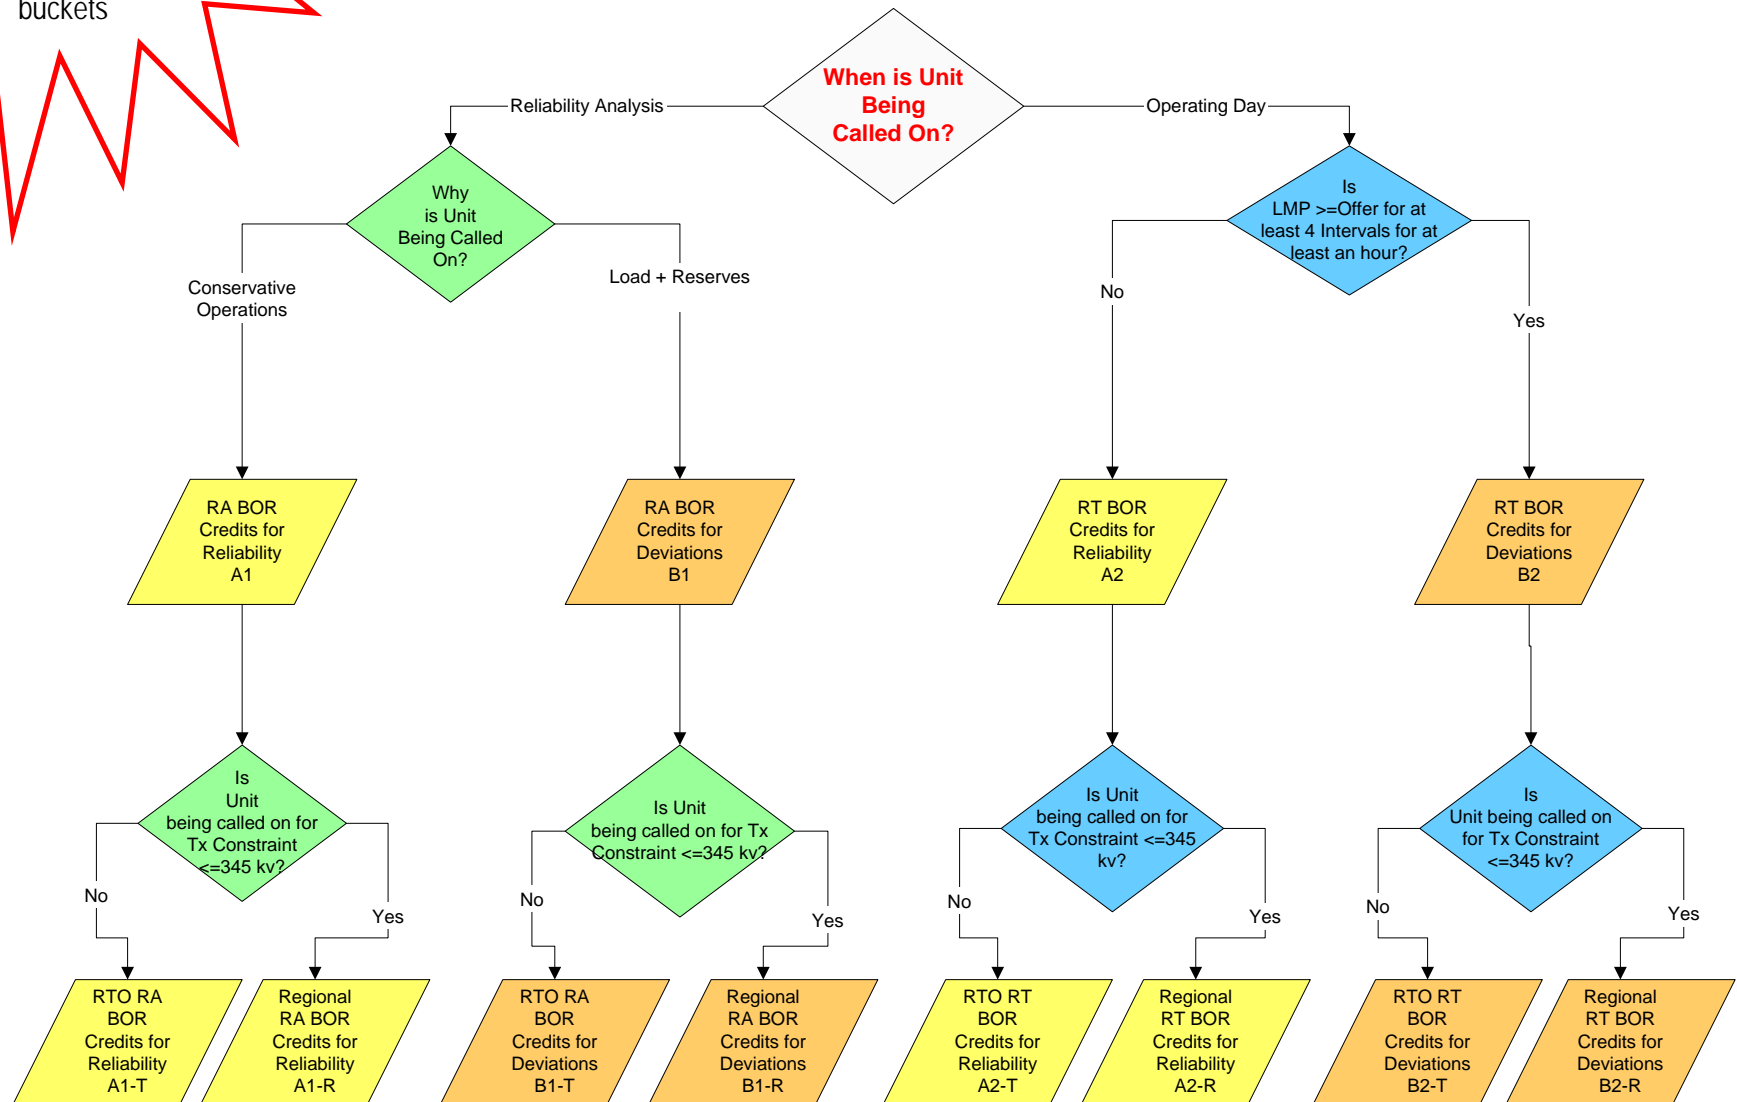 buckets
When is Unit
Being
Called On?
Reliability Analysis
Operating Day
Why
is Unit
Being Called
On?
Is
LMP >=Offer for at
least 4 Intervals for at
least an hour?
Conservative
Operations
Load + Reserves
No
Yes
RA BOR
Credits for
Reliability
A1
RA BOR
Credits for
Deviations
B1
RT BOR
Credits for
Reliability
A2
RT BOR
Credits for
Deviations
B2
Is
Unit
being called on for
Tx Constraint
<=345 kv?
Is Unit
being called on for Tx
Constraint <=345 kv?
Is Unit
being called on for
Tx Constraint <=345
kv?
Is
Unit being called on
for Tx Constraint
<=345 kv?
No
Yes
No
Yes
No
Yes
No
Yes
RTO RA
BOR
Credits for
Reliability
A1-T
Regional
RA BOR
Credits for
Reliability
A1-R
RTO RA
BOR
Credits for
Deviations
B1-T
Regional
RA BOR
Credits for
Deviations
B1-R
RTO RT
BOR
Credits for
Reliability
A2-T
Regional
RT BOR
Credits for
Reliability
A2-R
RTO RT
BOR
Credits for
Deviations
B2-T
Regional
RT BOR
Credits for
Deviations
B2-R